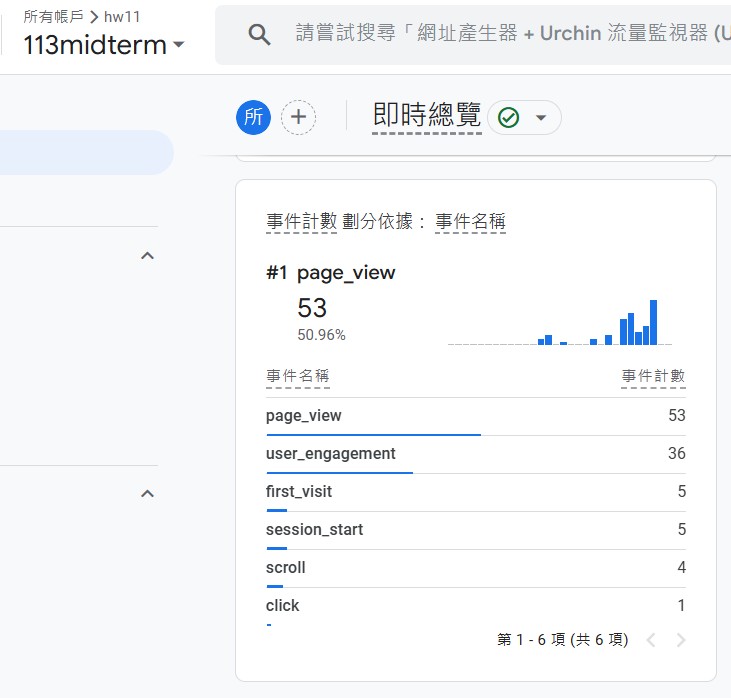 所有帳戶 > hw11
113midterm
請嘗試搜尋「網址產生器 + Urchin 流量監視器 (U
所
即時總覽
事件計數 劃分依據： 事件名稱
#1 page_view
53
50.96%
事件名稱 事件計數
page_view 53
user_engagement 36
first_visit 5
session_start 5
scroll 4
click 1
第 1 - 6 項 (共 6 項)